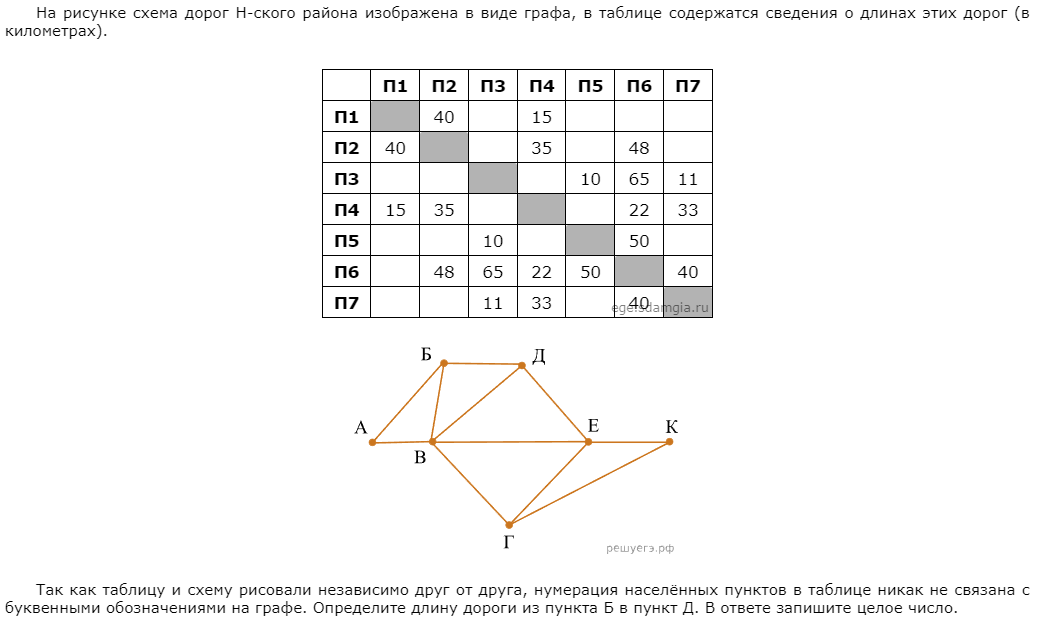 На рисунке схема дорог Н-ского района изображена в виде графа, в таблице содержатся сведения о длинах этих дорог (в
километрах).
П1 П2 П3 П4 П5 П6 П7
П1 40 15
П2 40 35 48
П3 10 65 11
П4 15 35 22 33
П5 10 50
П6 48 65 22 50 40
П7 11 33 40
egeisdamgia.ru
Б Д
А В Е К
Г
решуегэ.рф
Так как таблицу и схему рисовали независимо друг от друга, нумерация населённых пунктов в таблице никак не связана с
буквенными обозначениями на графе. Определите длину дороги из пункта Б в пункт Д. В ответе запишите целое число.